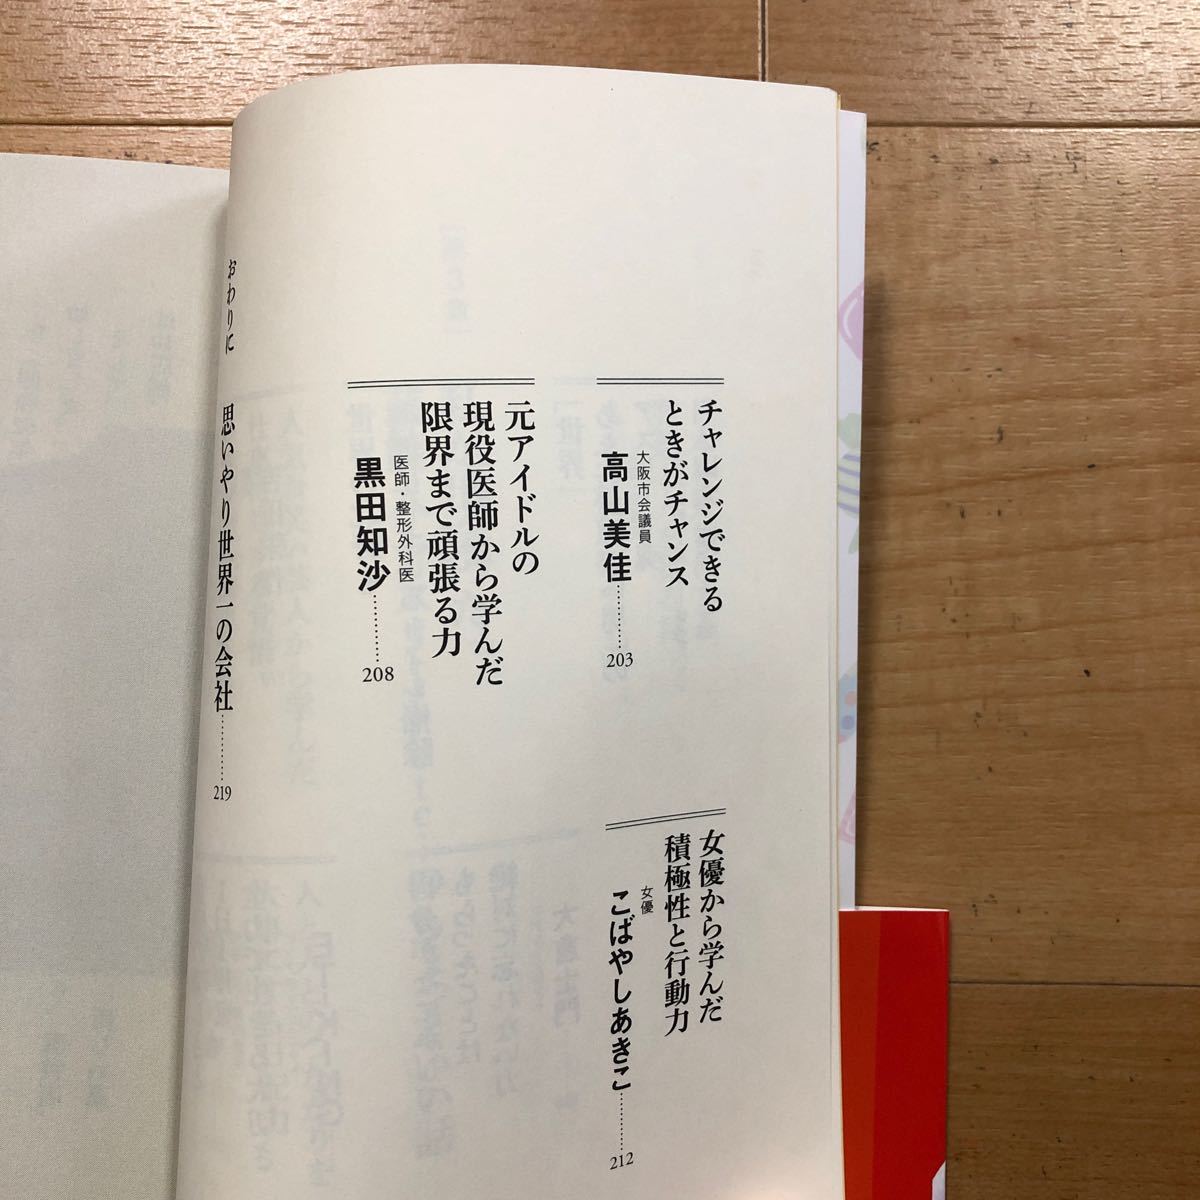 チャレンジできる
ときがチャンス
大阪市会議員
高山美佳…………203
元アイドルの
現役医師から学んだ
限界まで頑張る力
医師・整形外科医
黒田知沙…………208
女優から学んだ
積極性と行動力
女優
こばやしあきこ…………212
おわりに　思いやり世界一の会社…………219